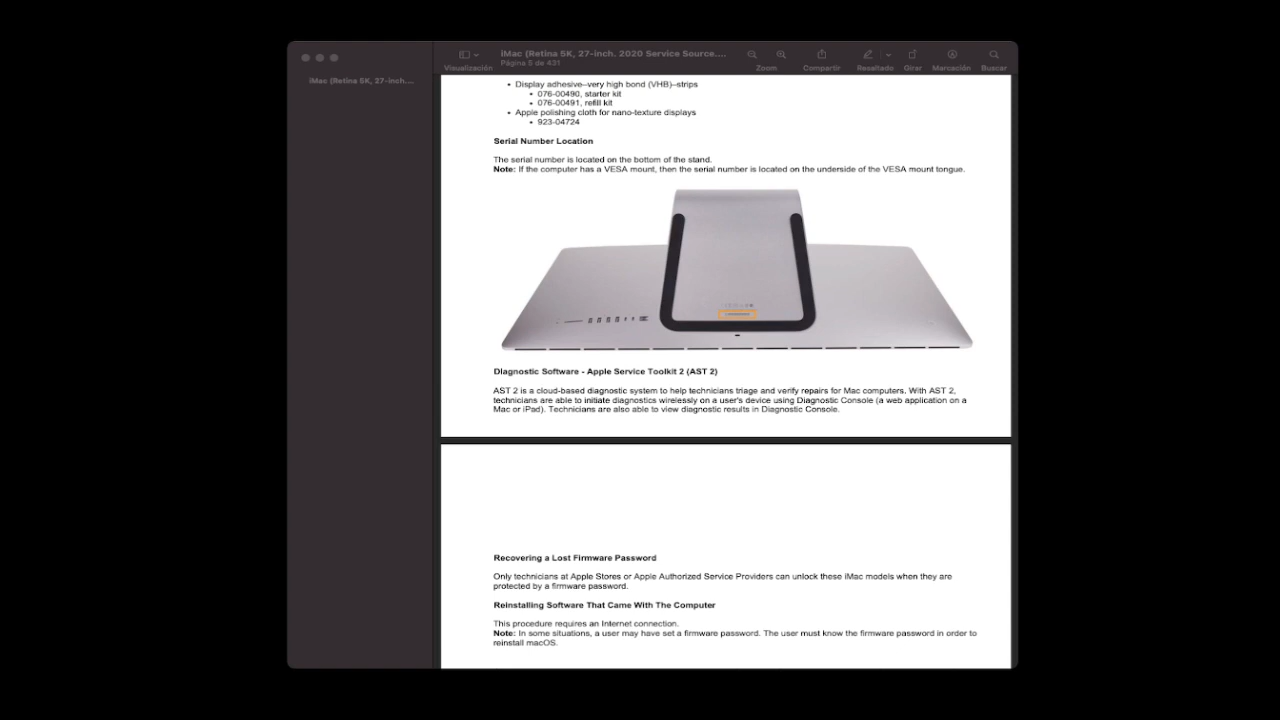 iMac (Retina 5K, 27-inch. 2020 Service Source....
Página 5 de 431
Visualización
Zoom
Compartir
Resaltado
Girar
Marcación
Buscar
iMac (Retina 5K, 27-inch....
• Display adhesive–very high bond (VHB)–strips
• 076-00490, starter kit
• 076-00491, refill kit
• Apple polishing cloth for nano-texture displays
• 923-04724
Serial Number Location
The serial number is located on the bottom of the stand.
Note: If the computer has a VESA mount, then the serial number is located on the underside of the VESA mount tongue.
Diagnostic Software - Apple Service Toolkit 2 (AST 2)
AST 2 is a cloud-based diagnostic system to help technicians triage and verify repairs for Mac computers. With AST 2,
technicians are able to initiate diagnostics wirelessly on a user's device using Diagnostic Console (a web application on a
Mac or iPad). Technicians are also able to view diagnostic results in Diagnostic Console.
Recovering a Lost Firmware Password
Only technicians at Apple Stores or Apple Authorized Service Providers can unlock these iMac models when they are
protected by a firmware password.
Reinstalling Software That Came With The Computer
This procedure requires an Internet connection.
Note: In some situations, a user may have set a firmware password. The user must know the firmware password in order to
reinstall macOS.